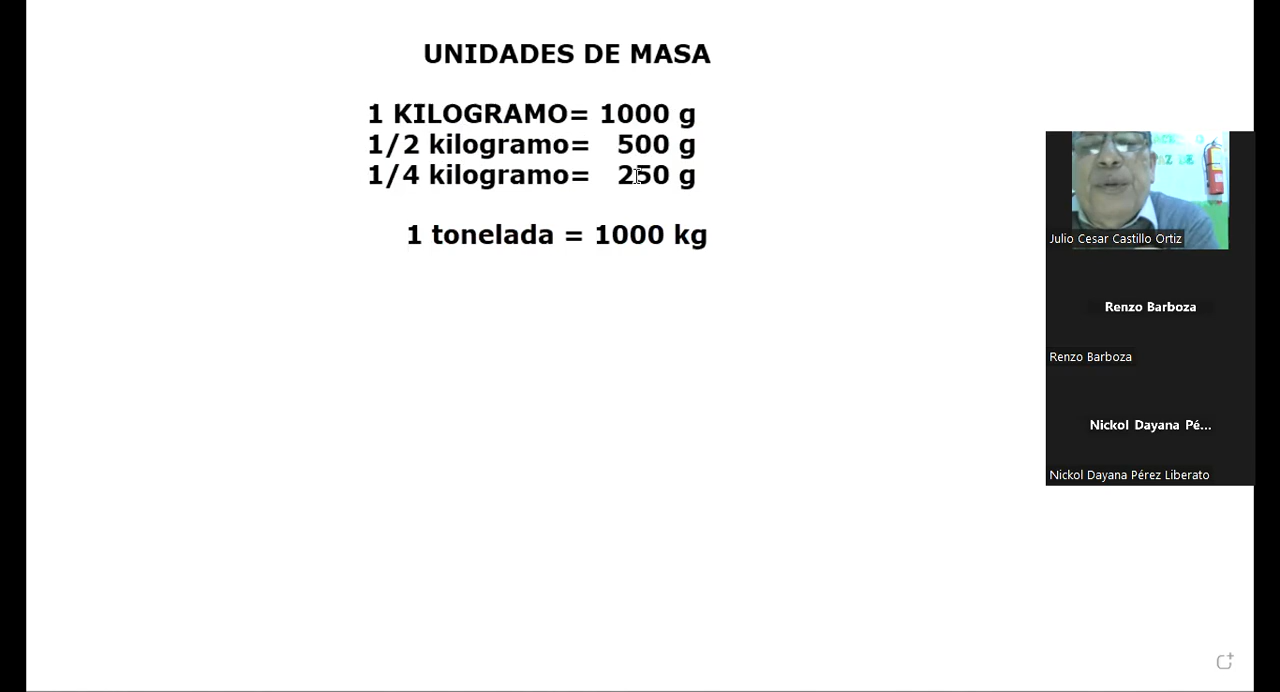 UNIDADES DE MASA
1 KILOGRAMO= 1000 g
1/2 kilogramo= 500 g
1/4 kilogramo= 250 g
1 tonelada = 1000 kg
Julio Cesar Castillo Ortiz
Renzo Barboza
Renzo Barboza
Nickol Dayana Pé...
Nickol Dayana Pérez Liberato